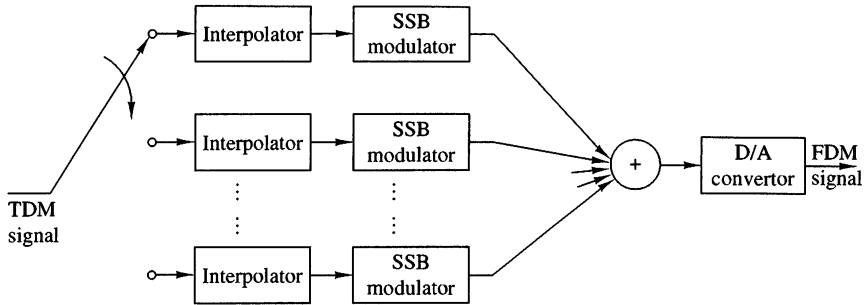 Interpolator
SSB
modulator
Interpolator
SSB
modulator
+
D/A
convertor
FDM
signal
TDM
signal
Interpolator
SSB
modulator